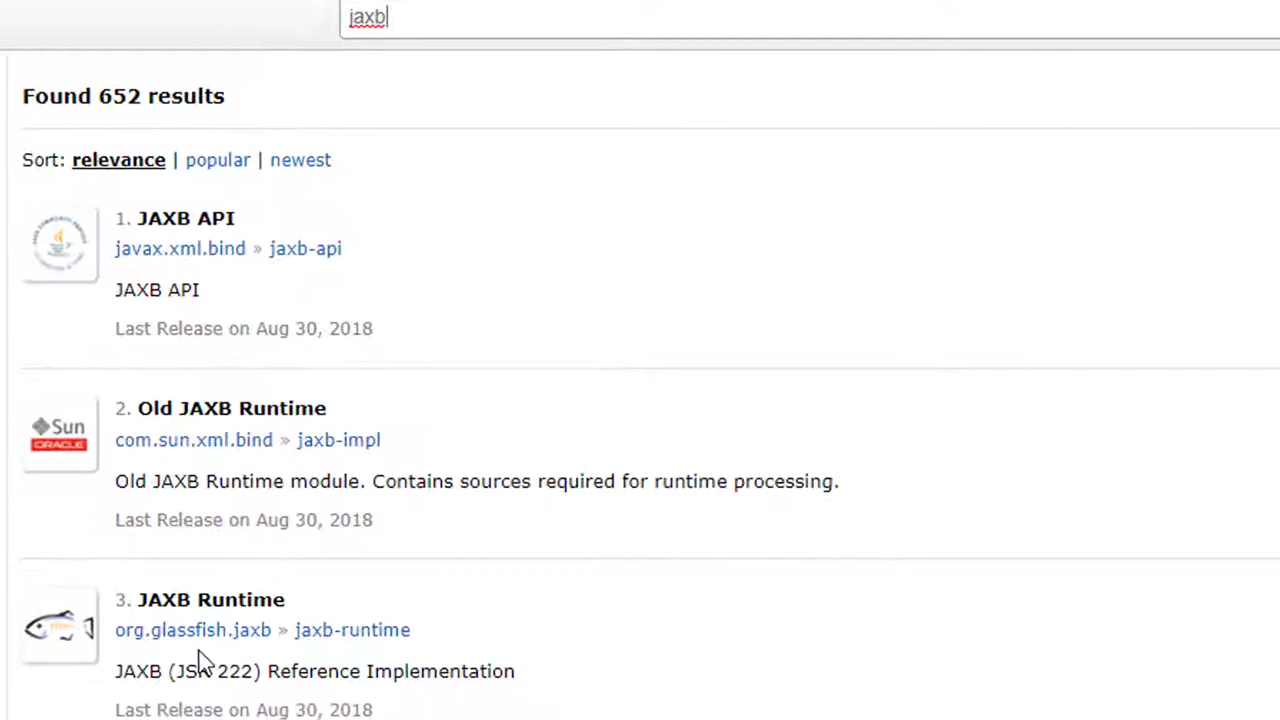 jaxb
Found 652 results
Sort: relevance | popular | newest
1. JAXB API
javax.xml.bind » jaxb-api
JAXB API
Last Release on Aug 30, 2018
Sun
ORACLE
2. Old JAXB Runtime
com.sun.xml.bind » jaxb-impl
Old JAXB Runtime module. Contains sources required for runtime processing.
Last Release on Aug 30, 2018
3. JAXB Runtime
org.glassfish.jaxb » jaxb-runtime
JAXB 222) Reference Implementation
Last Release on Aug 30, 2018